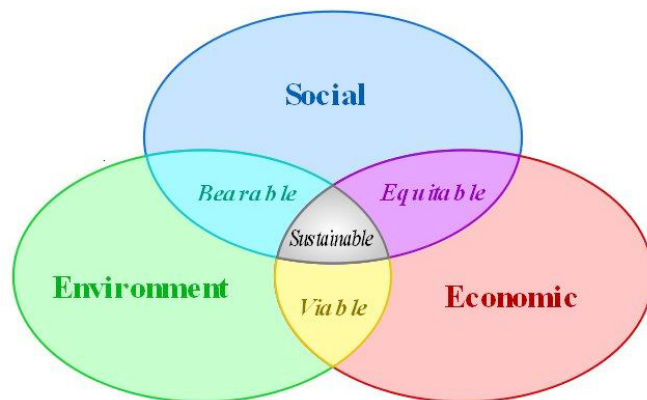 Social
Bearable
Equitable
Sustainable
Environment
Economic
Viable